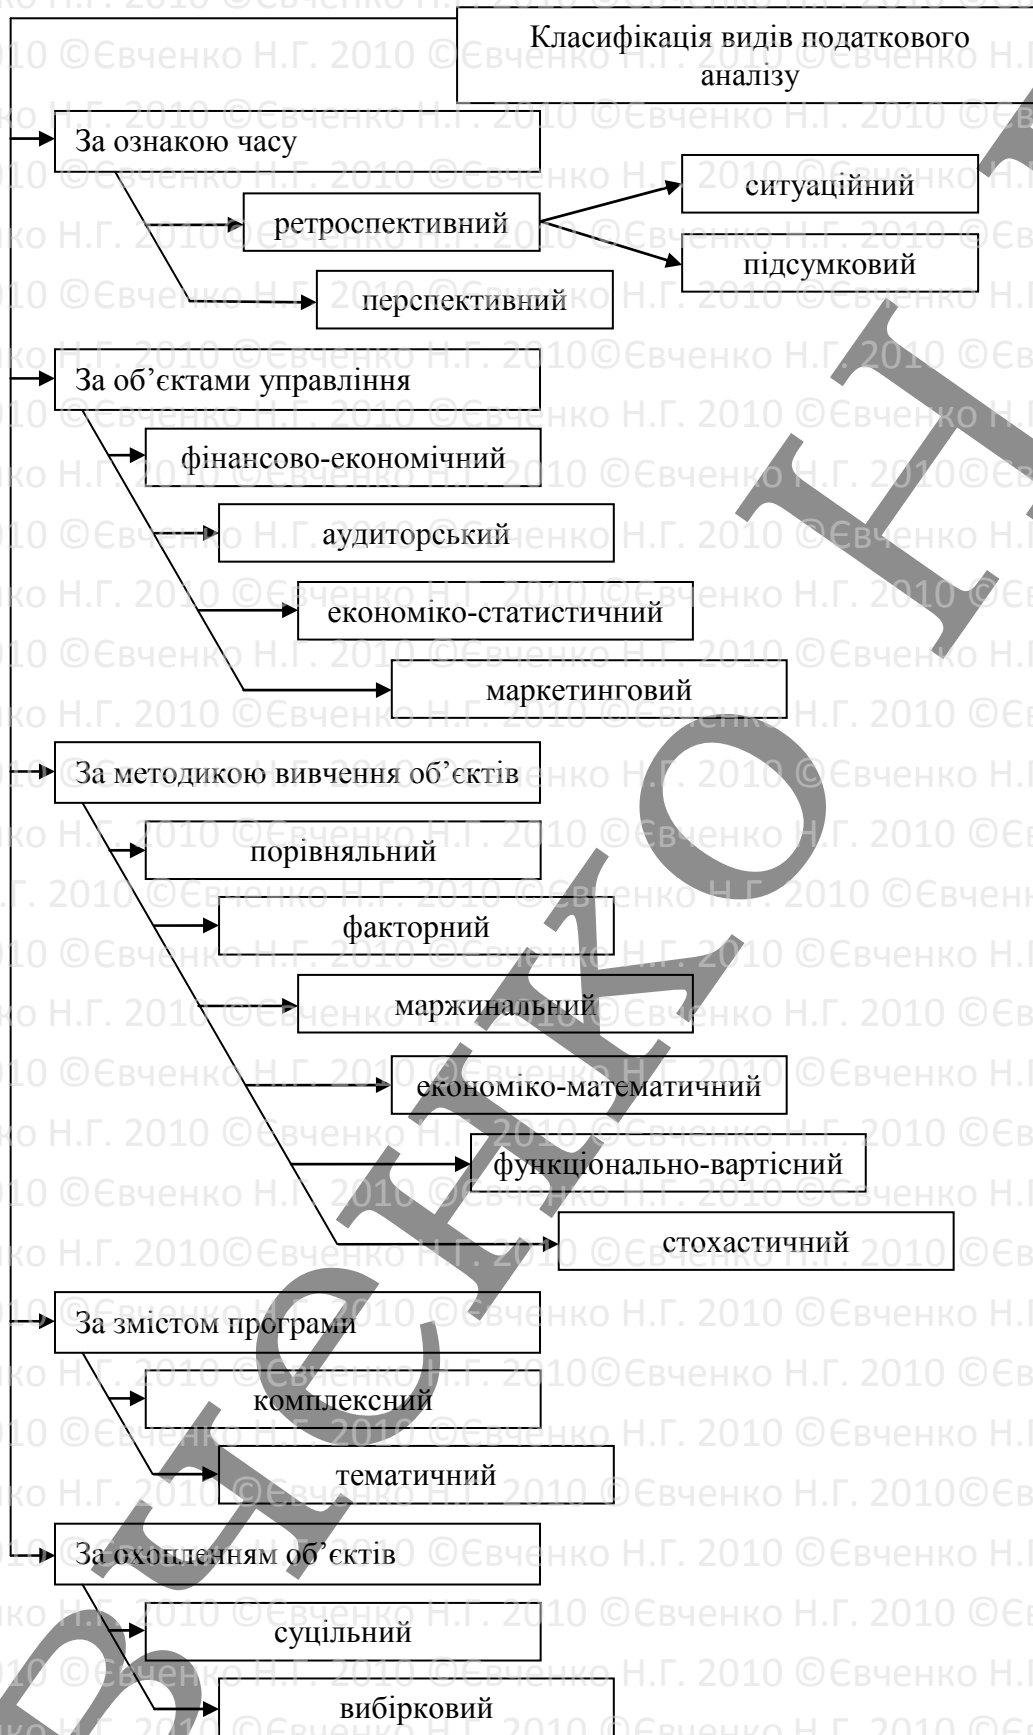 Класифікація видів податкового
аналізу
За ознакою часу
ретроспективний
ситуаційний
підсумковий
перспективний
За об’єктами управління
фінансово-економічний
аудиторський
економіко-статистичний
маркетинговий
За методикою вивчення об’єктів
порівняльний
факторний
маржинальний
економіко-математичний
функціонально-вартісний
стохастичний
За змістом програми
комплексний
тематичний
За охопленням об’єктів
суцільний
вибірковий